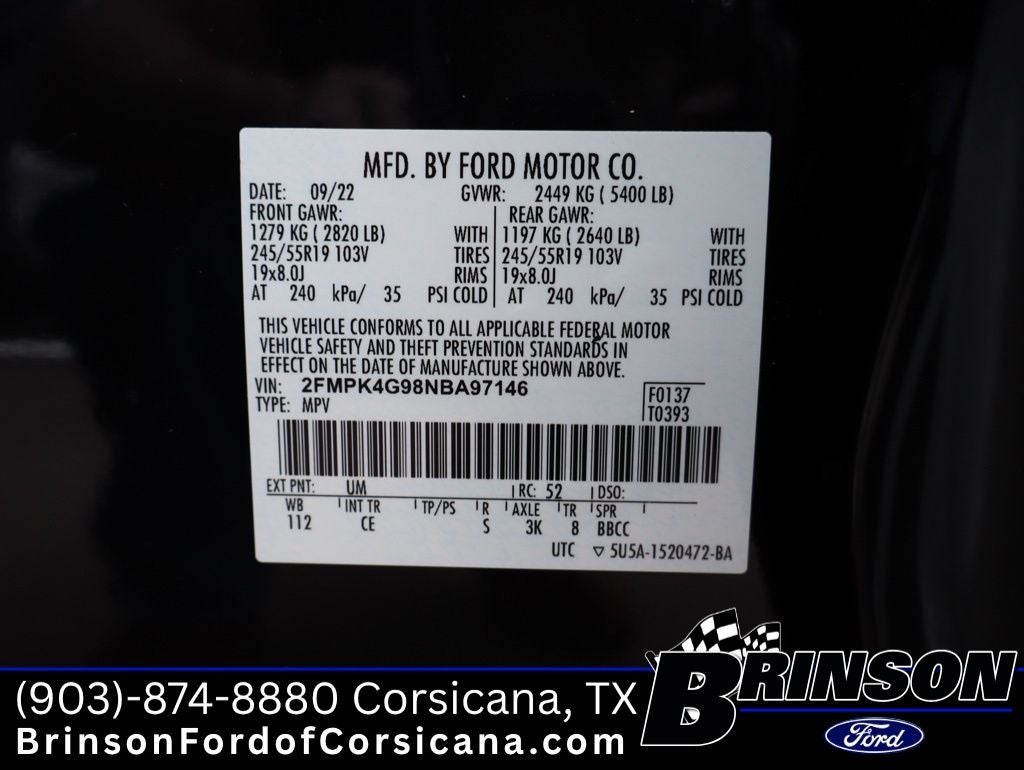 MFD. BY FORD MOTOR CO.
DATE: 09/22 GVWR: 2449 KG ( 5400 LB)
FRONT GAWR: REAR GAWR:
1279 KG ( 2820 LB) WITH 1197 KG ( 2640 LB) WITH
245/55R19 103V TIRES 245/55R19 103V TIRES
19x8.0J RIMS 19x8.0J RIMS
AT 240 kPa/ 35 PSI COLD AT 240 kPa/ 35 PSI COLD
THIS VEHICLE CONFORMS TO ALL APPLICABLE FEDERAL MOTOR
VEHICLE SAFETY AND THEFT PREVENTION STANDARDS IN
EFFECT ON THE DATE OF MANUFACTURE SHOWN ABOVE.
VIN: 2FMPK4G98NBA97146
TYPE: MPV
F0137
T0393
EXT PNT: UM RC: 52 DSO:
WB INT TR TP/PS R AXLE TR SPR
112 CE S 3K 8 BBCC
UTC ▽ 5U5A-1520472-BA
(903)-874-8880 Corsicana, TX
BrinsonFordofCorsicana.com
BRINSON
Ford